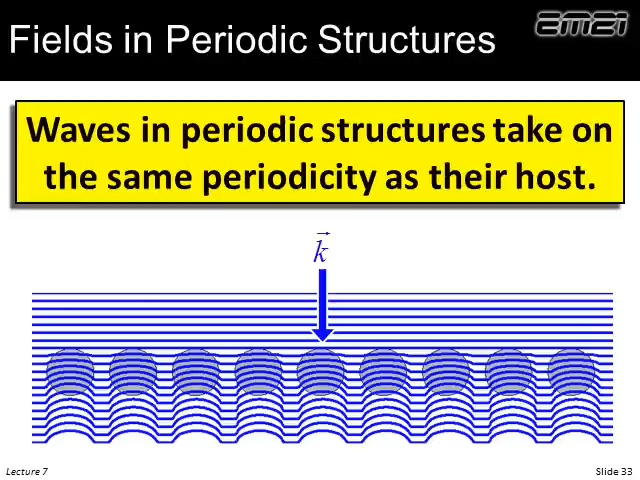 Fields in Periodic Structures
EM21
Waves in periodic structures take on
the same periodicity as their host.
k⃗
Lecture 7
Slide 33